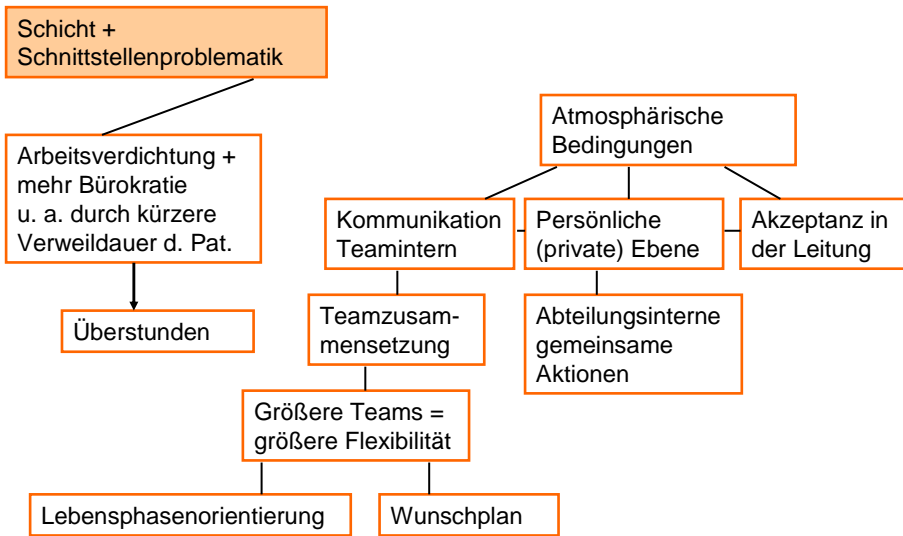 Schicht +
Schnittstellenproblematik
Arbeitsverdichtung +
mehr Bürokratie
u. a. durch kürzere
Verweildauer d. Pat.
Überstunden
Atmosphärische
Bedingungen
Kommunikation
Teamintern
Persönliche
(private) Ebene
Akzeptanz in
der Leitung
Teamzusam-
mensetzung
Abteilungsinterne
gemeinsame
Aktionen
Größere Teams =
größere Flexibilität
Lebensphasenorientierung
Wunschplan